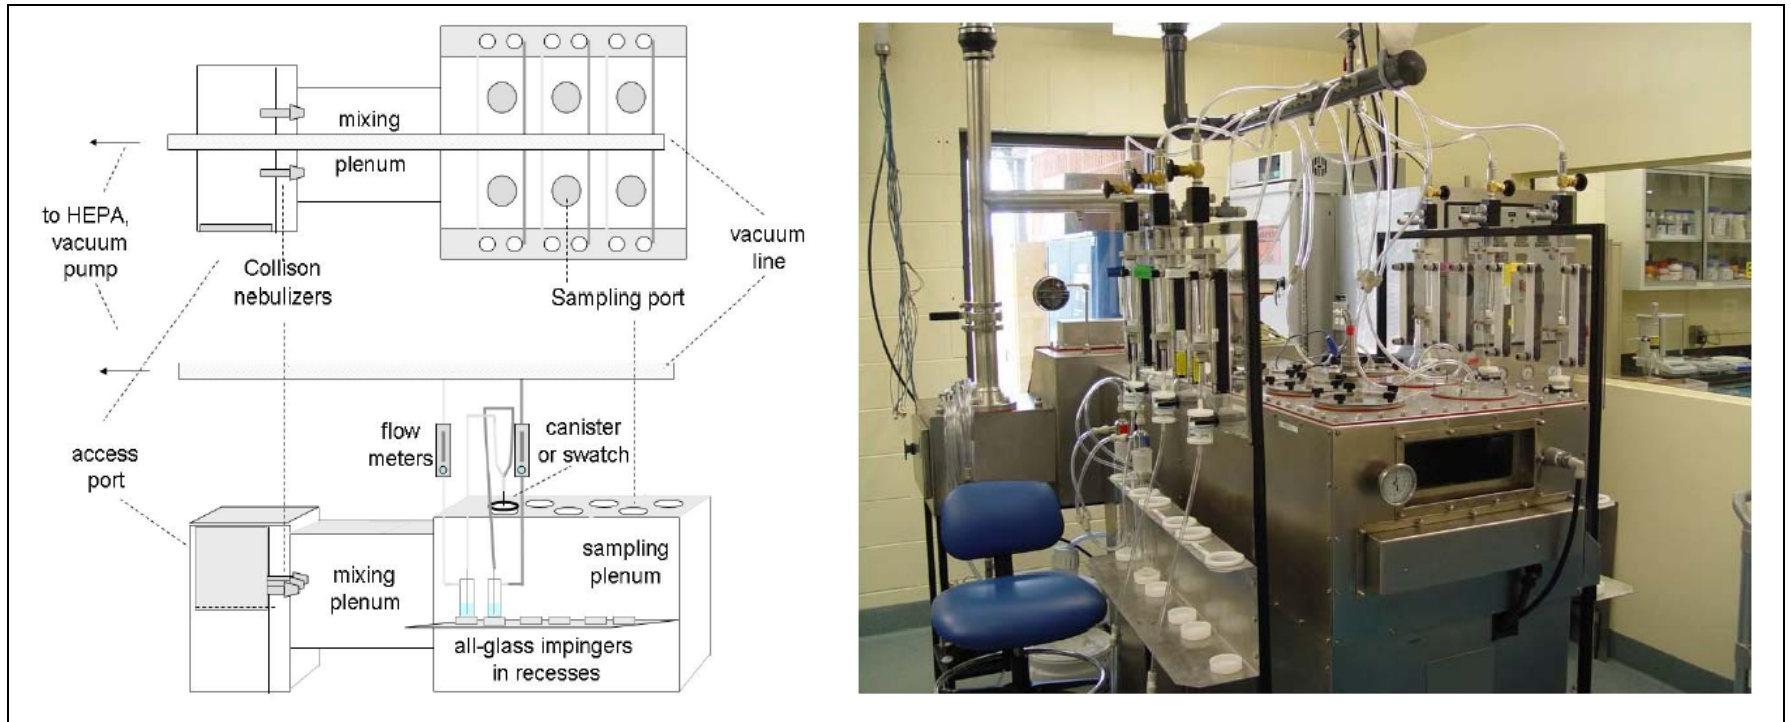 mixing
plenum
to HEPA,
vacuum
pump
Collison
nebulizers
Sampling port
vacuum
line
flow
meters
canister
or swatch
access
port
mixing
plenum
sampling
plenum
all-glass impingers
in recesses